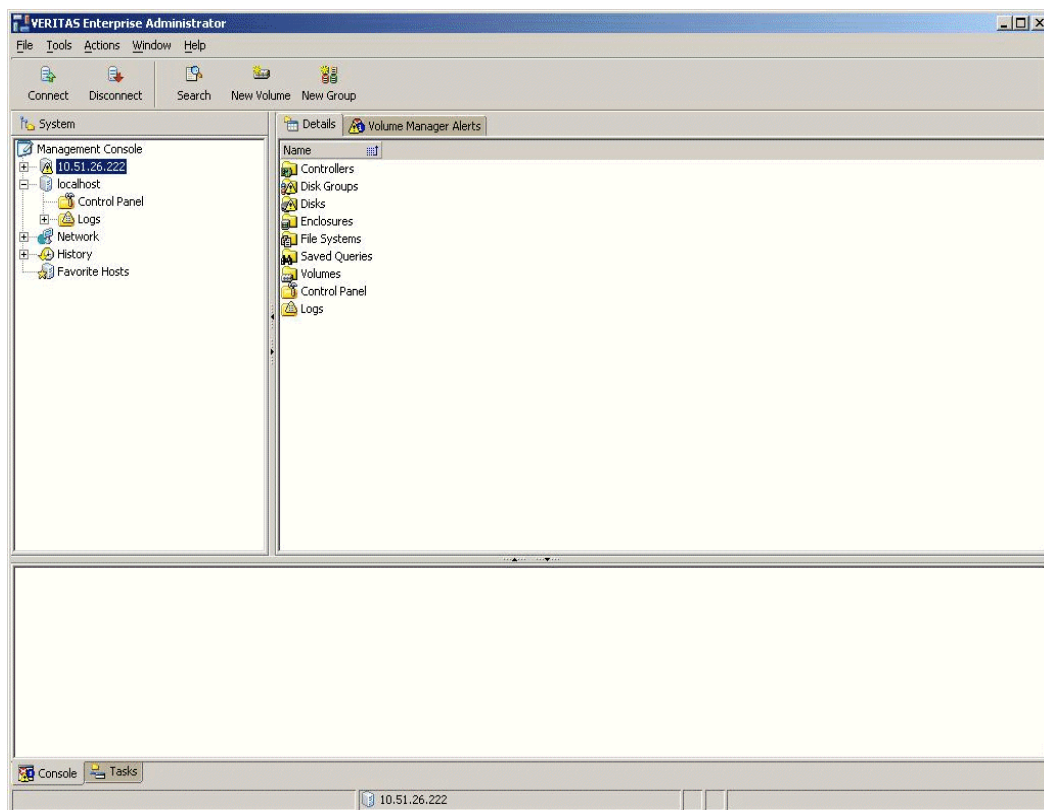 VERITAS Enterprise Administrator
File Tools Actions Window Help
Connect Disconnect Search New Volume New Group
System
Management Console
10.51.26.222
localhost
Control Panel
Logs
Network
History
Favorite Hosts
Details Volume Manager Alerts
Name
Controllers
Disk Groups
Disks
Enclosures
File Systems
Saved Queries
Volumes
Control Panel
Logs
Console Tasks
10.51.26.222